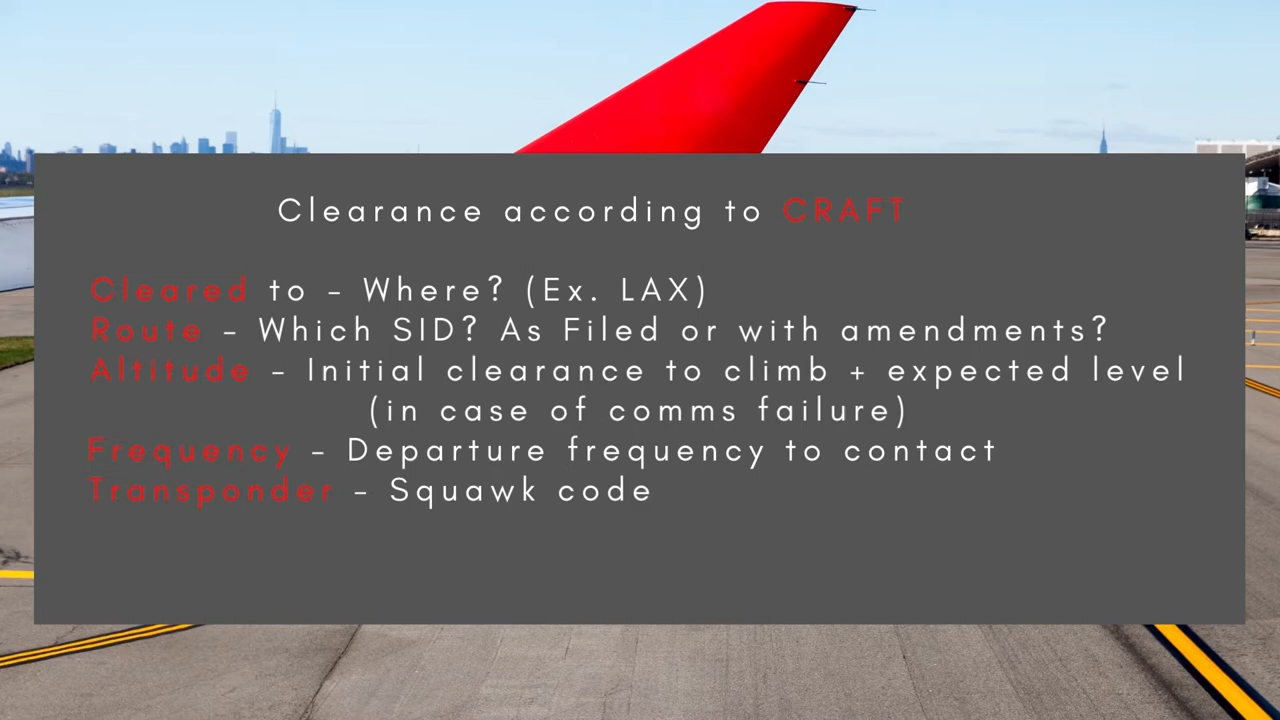 Clearance according to CRAFT
Cleared to - Where? (Ex. LAX)
Route - Which SID? As Filed or with amendments?
Altitude - Initial clearance to climb + expected level
(in case of comms failure)
Frequency - Departure frequency to contact
Transponder - Squawk code